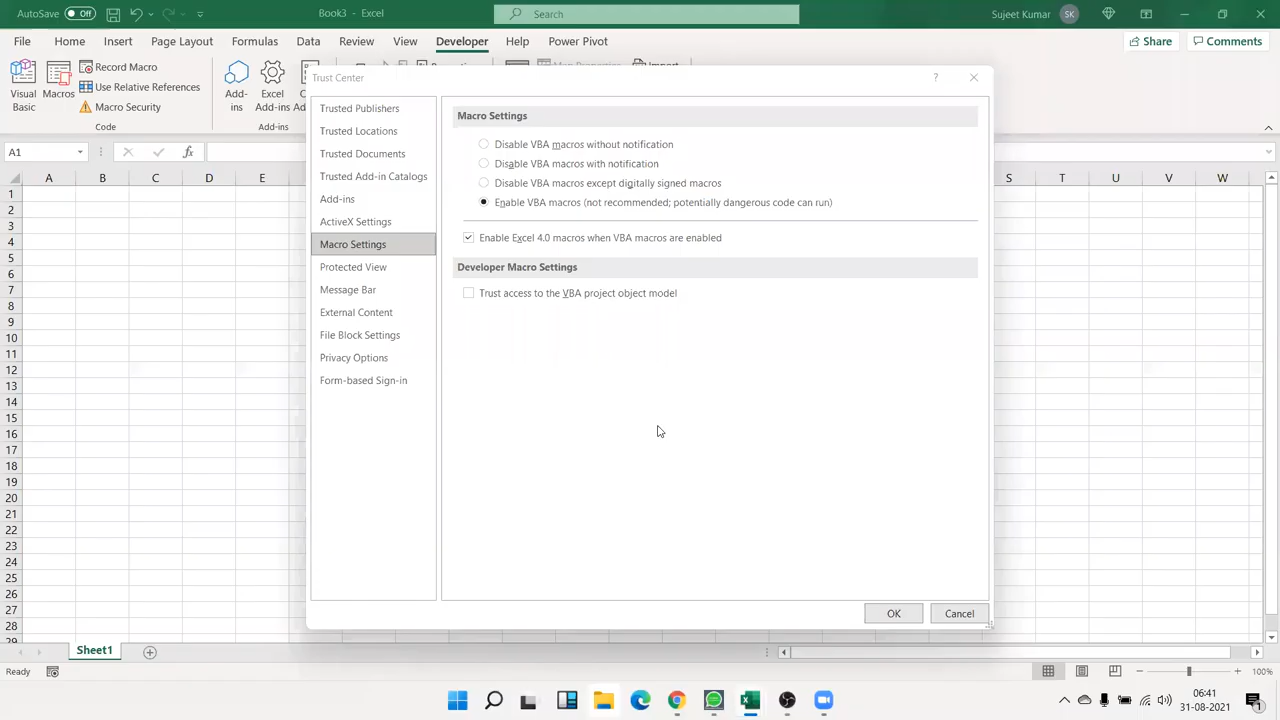 AutoSave Off
Book3 - Excel
Search
Sujeet Kumar SK
File Home Insert Page Layout Formulas Data Review View Developer Help Power Pivot
Share Comments
Visual Basic
Macros
Record Macro
Use Relative References
Macro Security
Code
Add-ins
Excel Add-ins
Add-ins
Import
Trust Center
? ×
Trusted Publishers
Trusted Locations
Trusted Documents
Trusted Add-in Catalogs
Add-ins
ActiveX Settings
Macro Settings
Protected View
Message Bar
External Content
File Block Settings
Privacy Options
Form-based Sign-in
Macro Settings
Disable VBA macros without notification
Disable VBA macros with notification
Disable VBA macros except digitally signed macros
Enable VBA macros (not recommended; potentially dangerous code can run)
Enable Excel 4.0 macros when VBA macros are enabled
Developer Macro Settings
Trust access to the VBA project object model
OK Cancel
A1
fx
A B C D E S T U V W
1
2
3
4
5
6
7
8
9
10
11
12
13
14
15
16
17
18
19
20
21
22
23
24
25
26
27
28
29
Sheet1
Ready
100%
06:41